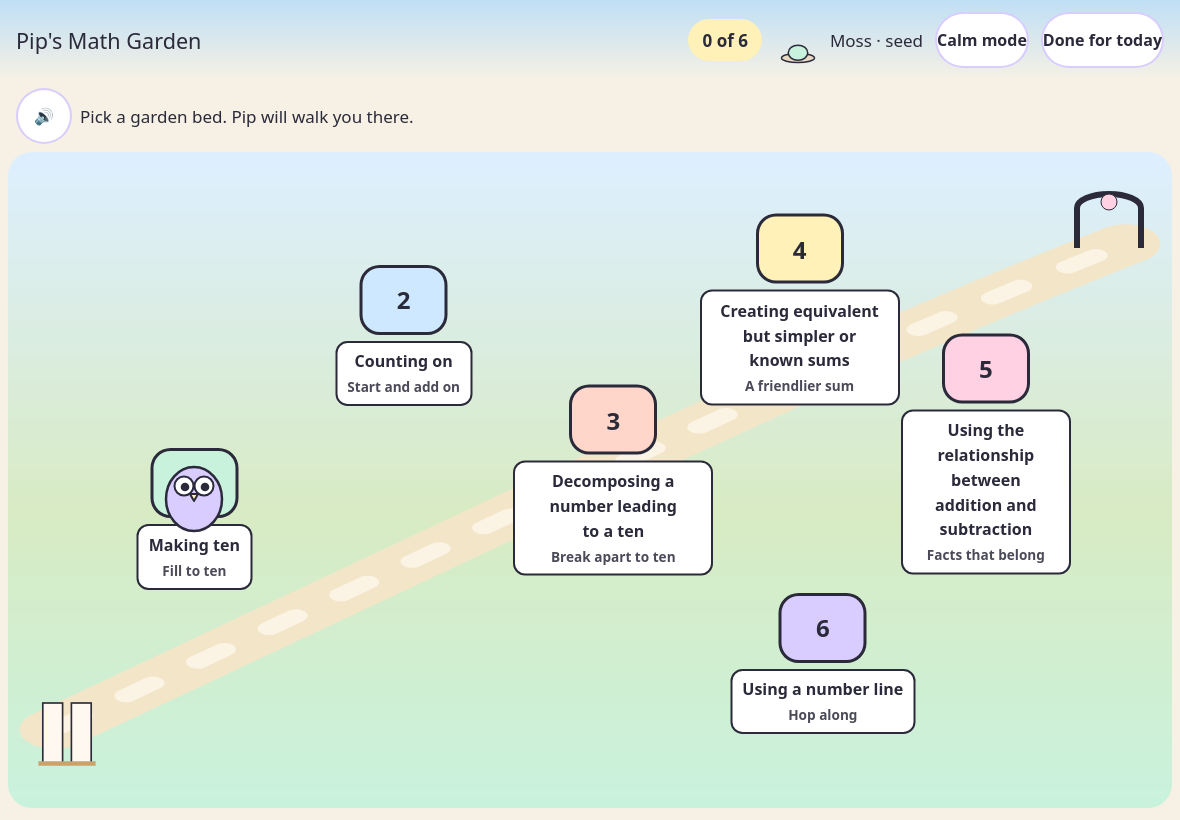 Pip's Math Garden
0 of 6
Moss · seed
Calm mode
Done for today
Pick a garden bed. Pip will walk you there.
4
Creating equivalent
but simpler or
known sums
A friendlier sum
2
Counting on
Start and add on
5
Using the
relationship
between
addition and
subtraction
Facts that belong
3
Decomposing a
number leading
to a ten
Break apart to ten
Making ten
Fill to ten
6
Using a number line
Hop along